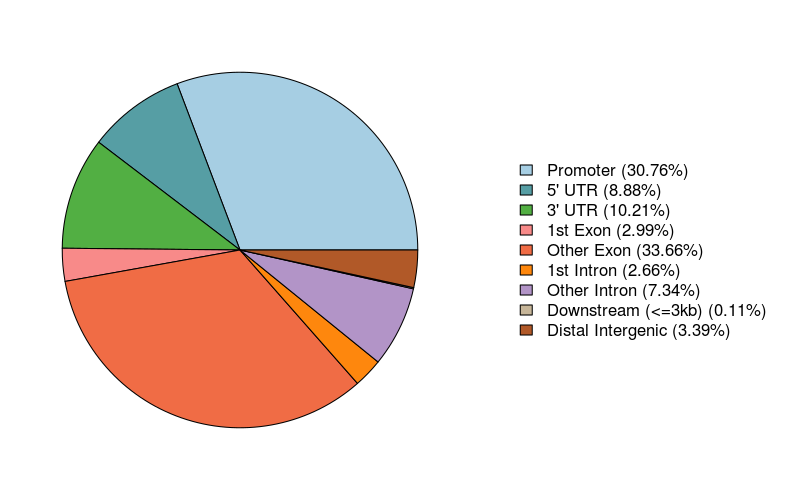 Promoter (30.76%)
5' UTR (8.88%)
3' UTR (10.21%)
1st Exon (2.99%)
Other Exon (33.66%)
1st Intron (2.66%)
Other Intron (7.34%)
Downstream (<=3kb) (0.11%)
Distal Intergenic (3.39%)